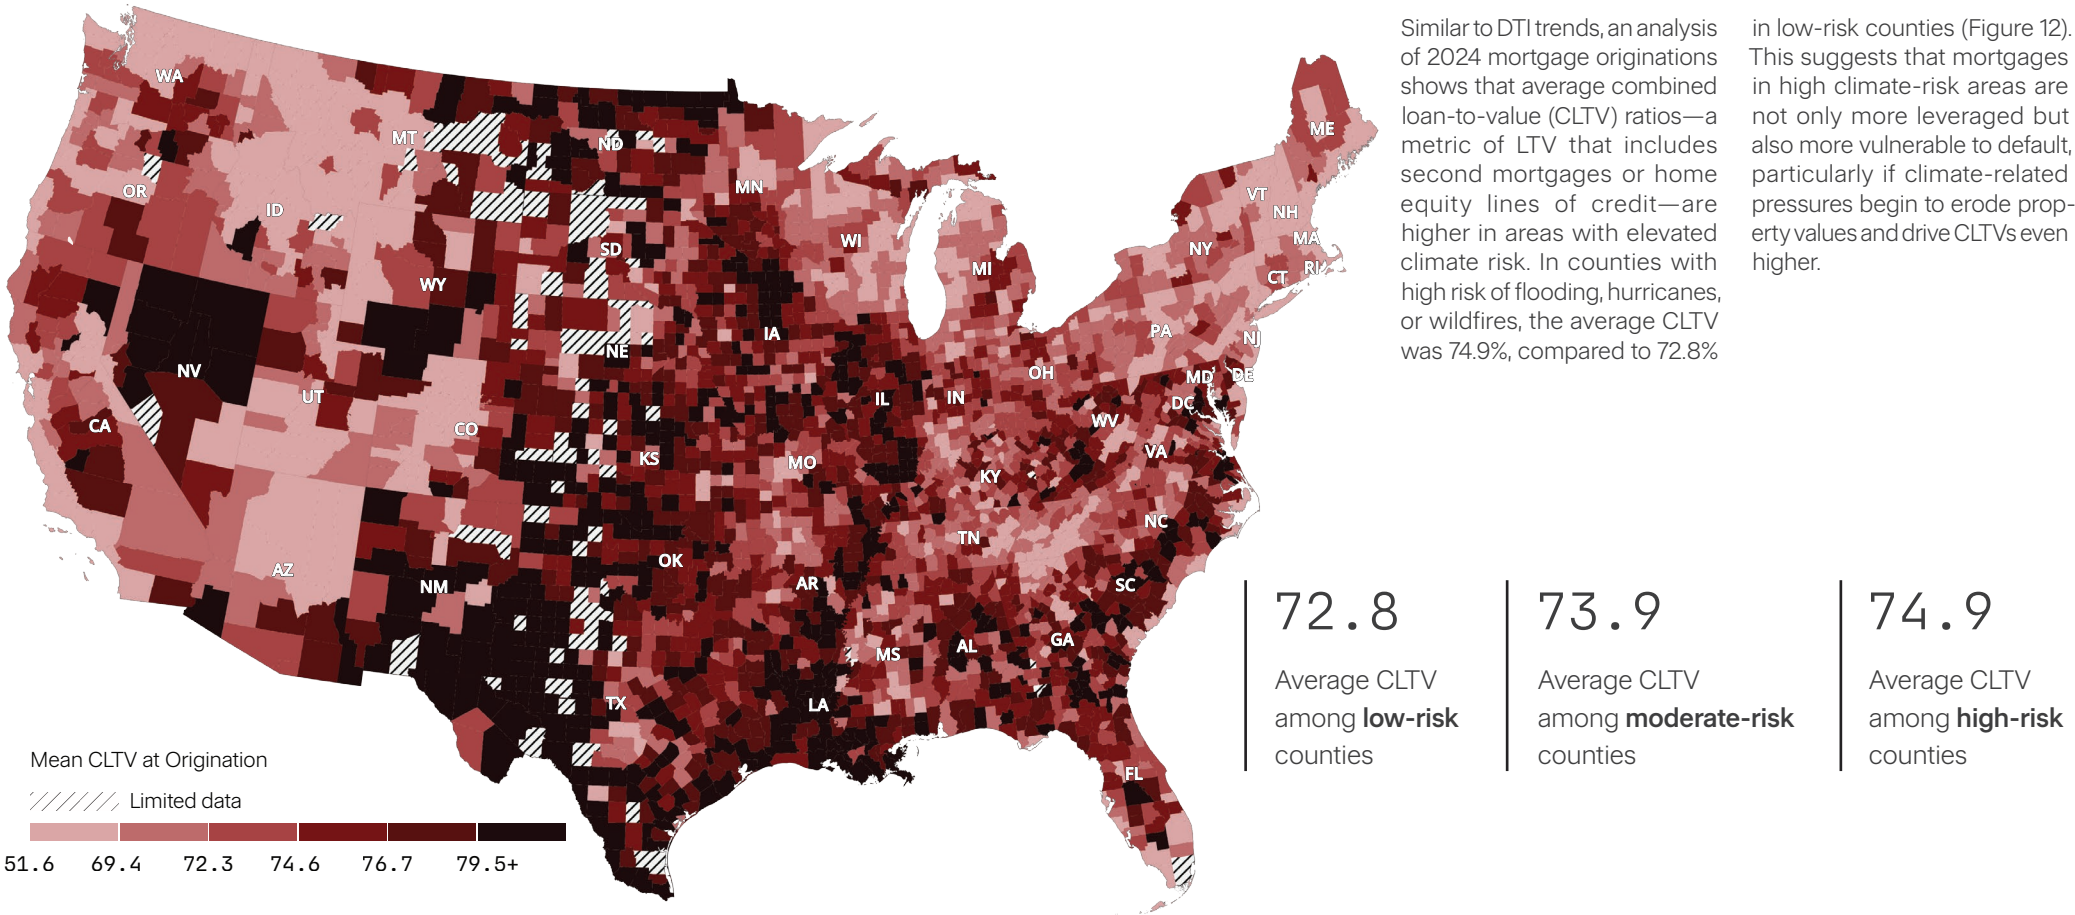 Similar to DTI trends, an analysis
of 2024 mortgage originations
shows that average combined
loan-to-value (CLTV) ratios—a
metric of LTV that includes
second mortgages or home
equity lines of credit—are
higher in areas with elevated
climate risk. In counties with
high risk of flooding, hurricanes,
or wildfires, the average CLTV
was 74.9%, compared to 72.8%
in low-risk counties (Figure 12).
This suggests that mortgages
in high climate-risk areas are
not only more leveraged but
also more vulnerable to default,
particularly if climate-related
pressures begin to erode prop-
erty values and drive CLTVs even
higher.
WA
MT
ND
MN
ME
OR
ID
SD
WI
VT
NH
MA
NY
MI
CT
RI
WY
IA
PA
NJ
NE
NV
UT
CO
CA
IL
IN
OH
MD
DE
DC
WV
VA
KS
MO
KY
NC
TN
AZ
NM
OK
AR
SC
MS
AL
GA
TX
LA
FL
72.8
Average CLTV
among low-risk
counties
73.9
Average CLTV
among moderate-risk
counties
74.9
Average CLTV
among high-risk
counties
Mean CLTV at Origination
Limited data
51.6 69.4 72.3 74.6 76.7 79.5+